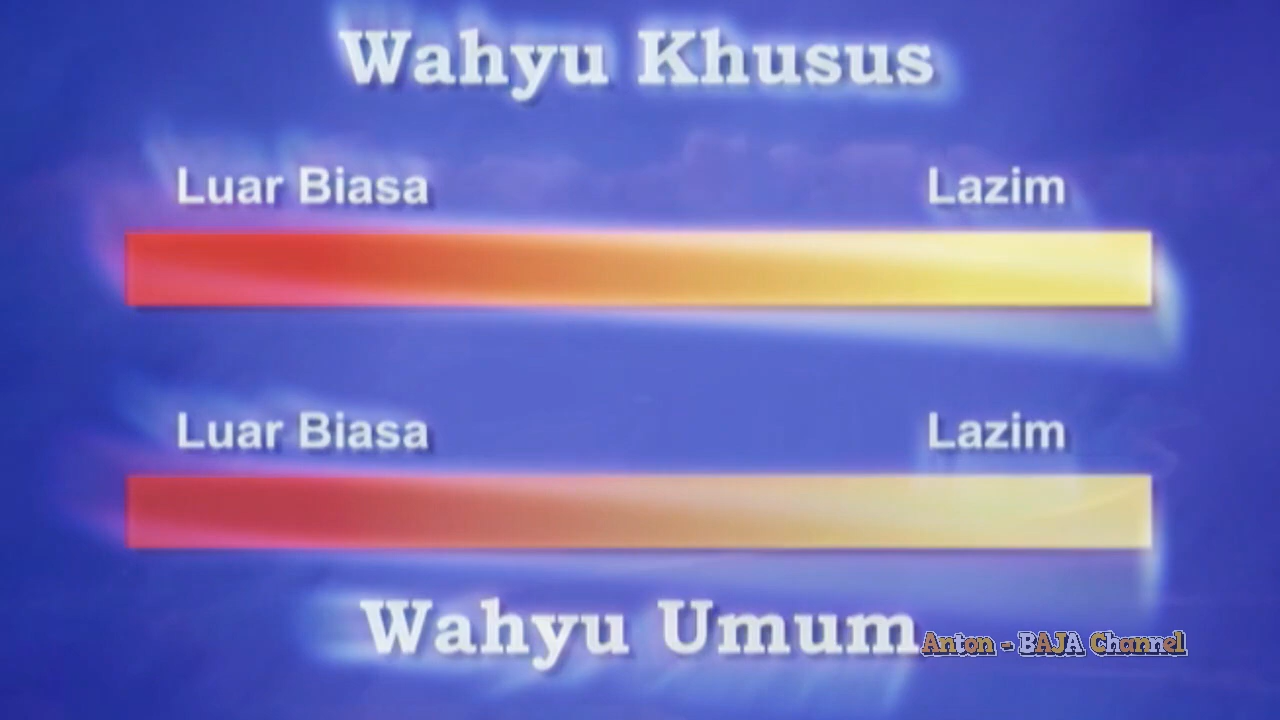 Wahyu Khusus
Luar Biasa Lazim
Luar Biasa Lazim
Wahyu Umum
Anton - BAJA Channel